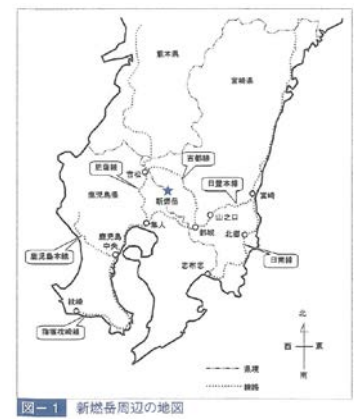 熊本県
宮崎県
肥薩線
吉都線
吉松
新燃岳
日豊本線
宮崎
鹿児島県
山之口
隼人
都城
北郷
鹿児島
中央
鹿児島本線
日南線
志布志
枕崎
指宿枕崎線
北
西
東
南
県境
線路
図－1 新燃岳周辺の地図